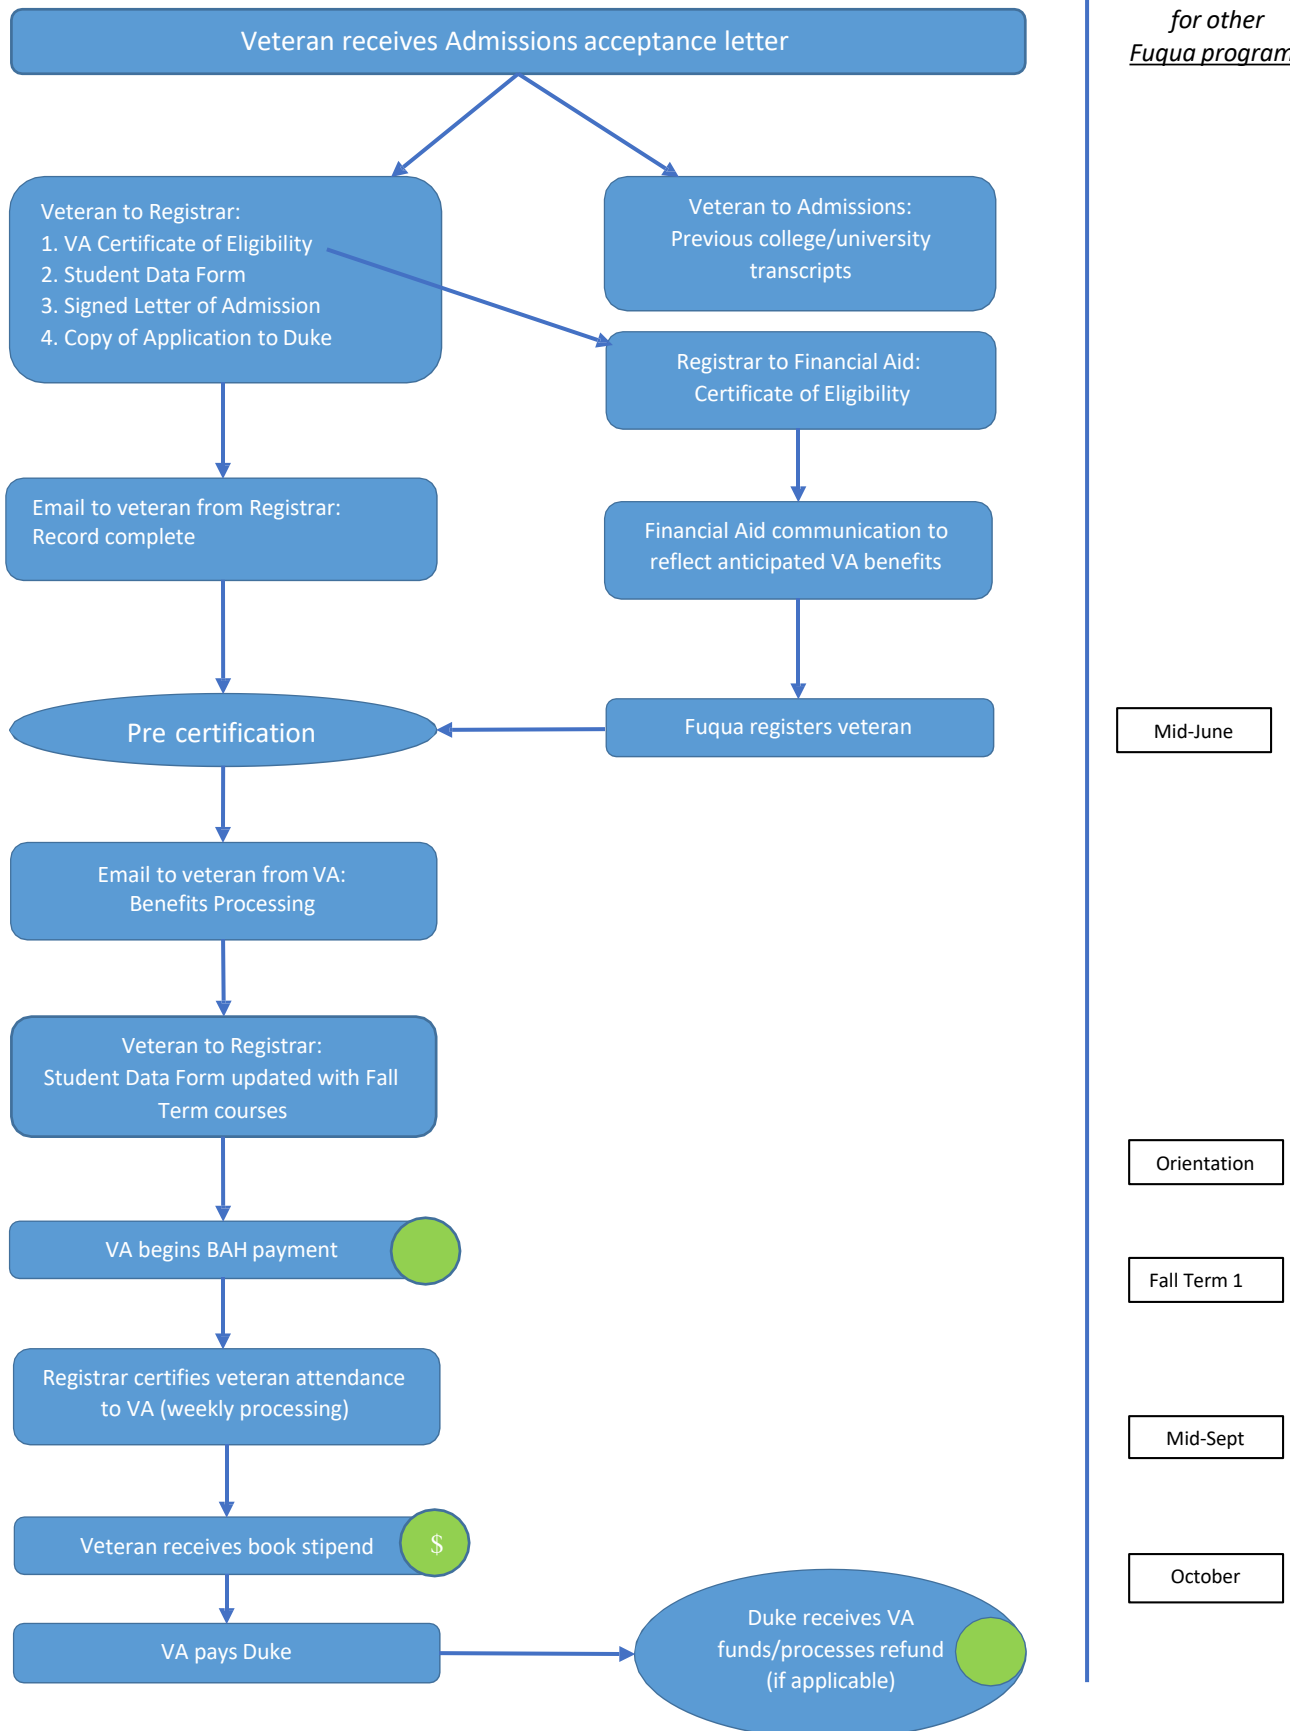 for other
Fuqua program
Veteran receives Admissions acceptance letter
Veteran to Registrar:
1. VA Certificate of Eligibility
2. Student Data Form
3. Signed Letter of Admission
4. Copy of Application to Duke
Veteran to Admissions:
Previous college/university
transcripts
Registrar to Financial Aid:
Certificate of Eligibility
Email to veteran from Registrar:
Record complete
Financial Aid communication to
reflect anticipated VA benefits
Pre certification
Fuqua registers veteran
Mid-June
Email to veteran from VA:
Benefits Processing
Veteran to Registrar:
Student Data Form updated with Fall
Term courses
Orientation
VA begins BAH payment
Fall Term 1
Registrar certifies veteran attendance
to VA (weekly processing)
Mid-Sept
Veteran receives book stipend
$
October
VA pays Duke
Duke receives VA
funds/processes refund
(if applicable)